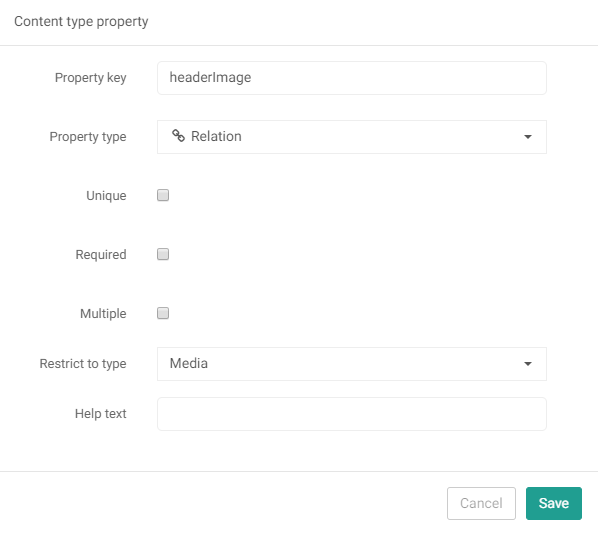 Content type property
Property key headerImage
Property type Relation
Unique
Required
Multiple
Restrict to type Media
Help text
Cancel Save